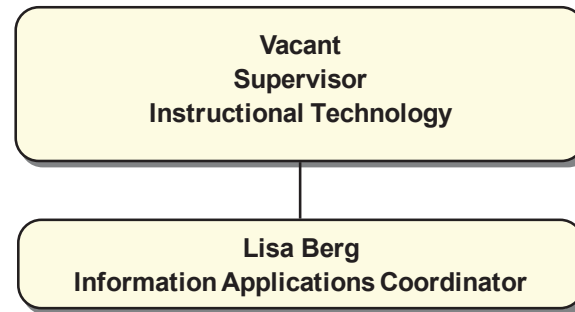 Vacant
Supervisor
Instructional Technology
Lisa Berg
Information Applications Coordinator